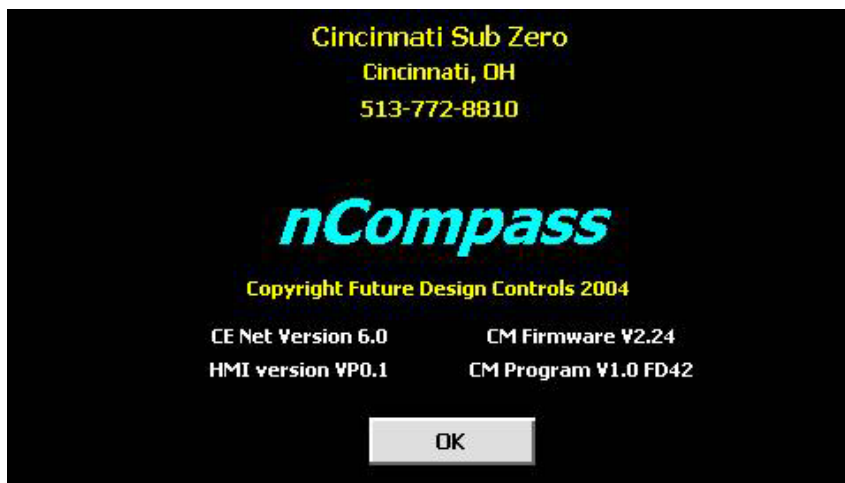 Cincinnati Sub Zero
Cincinnati, OH
513-772-8810
nCompass
Copyright Future Design Controls 2004
CE Net Version 6.0 CM Firmware V2.24
HMI version VP0.1 CM Program V1.0 FD42
OK